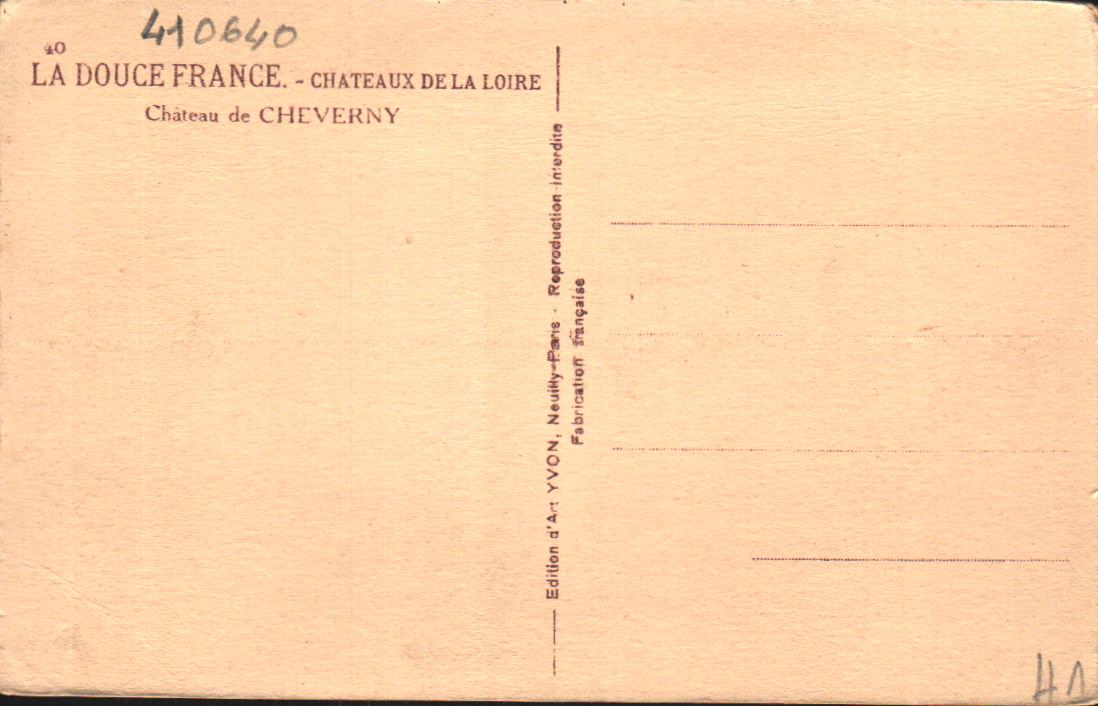 410640
40
LA DOUCE FRANCE. - CHATEAUX DE LA LOIRE
Château de CHEVERNY
Edition d'Art YVON, Neuilly-Paris - Reproduction interdite
Fabrication française
41